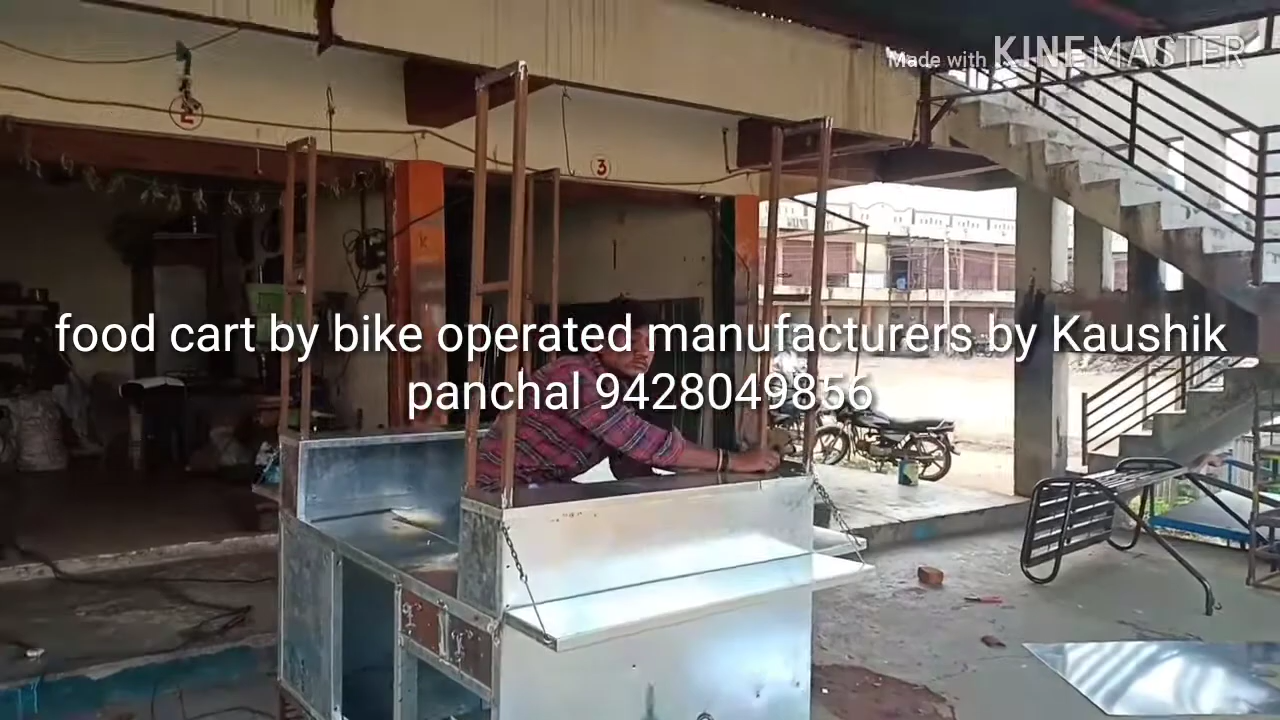 Made with KINEMASTER
2
3
K
food cart by bike operated manufacturers by Kaushik
panchal 9428049856